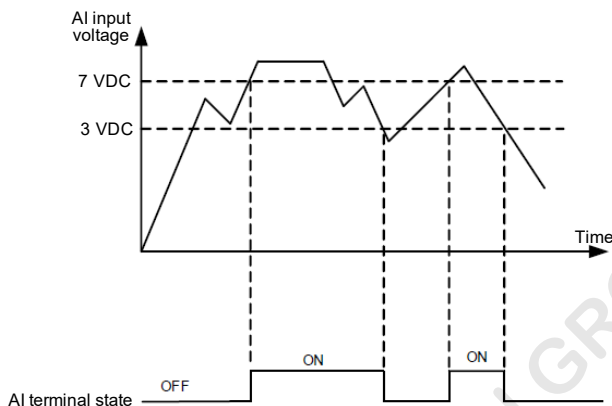 AI input
voltage
7 VDC
3 VDC
Time
ON
ON
OFF
AI terminal state